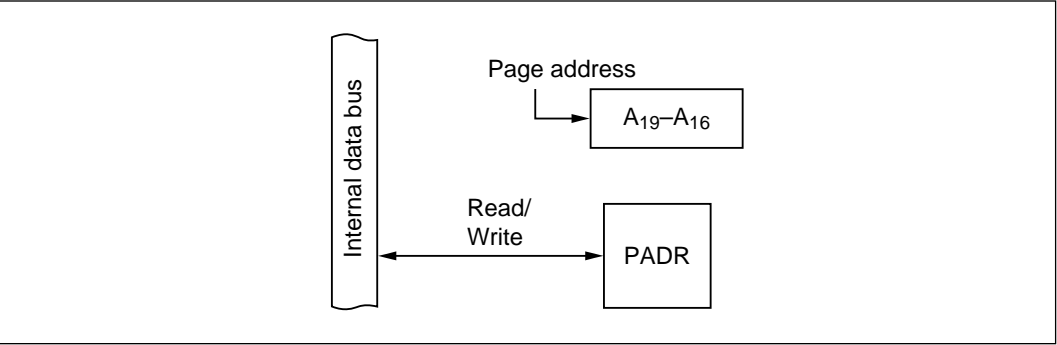 Internal data bus
Page address
A₁₉–A₁₆
Read/
Write
PADR